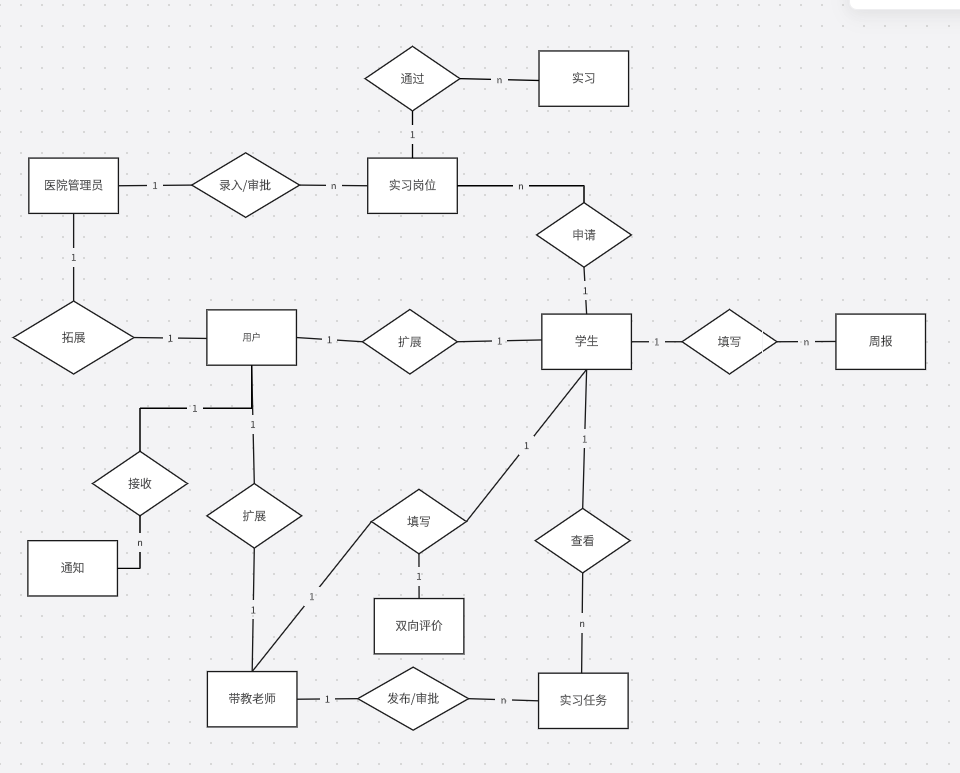 通过
n
实习
1
医院管理员
1
录入/审批
n
实习岗位
n
申请
1
1
拓展
1
用户
1
扩展
1
学生
1
填写
n
周报
1
1
1
1
接收
扩展
填写
查看
n
通知
1
1
1
n
双向评价
带教老师
1
发布/审批
n
实习任务